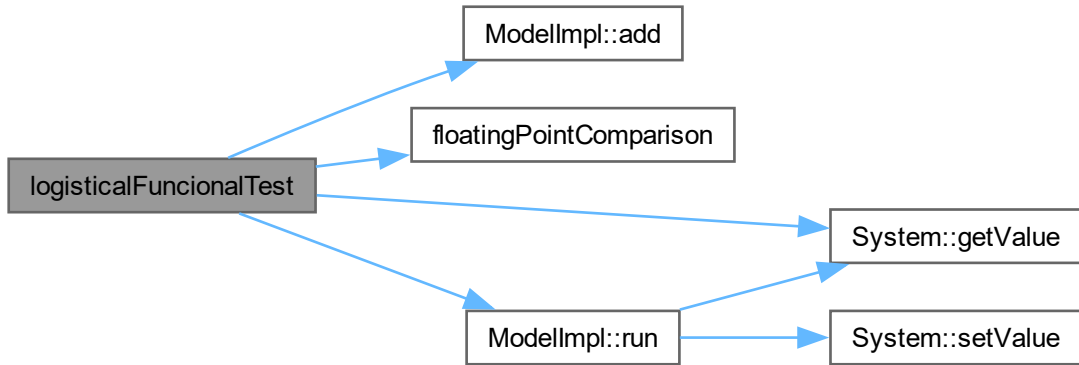 ModelImpl::add
floatingPointComparison
logisticalFuncionalTest
System::getValue
ModelImpl::run
System::setValue